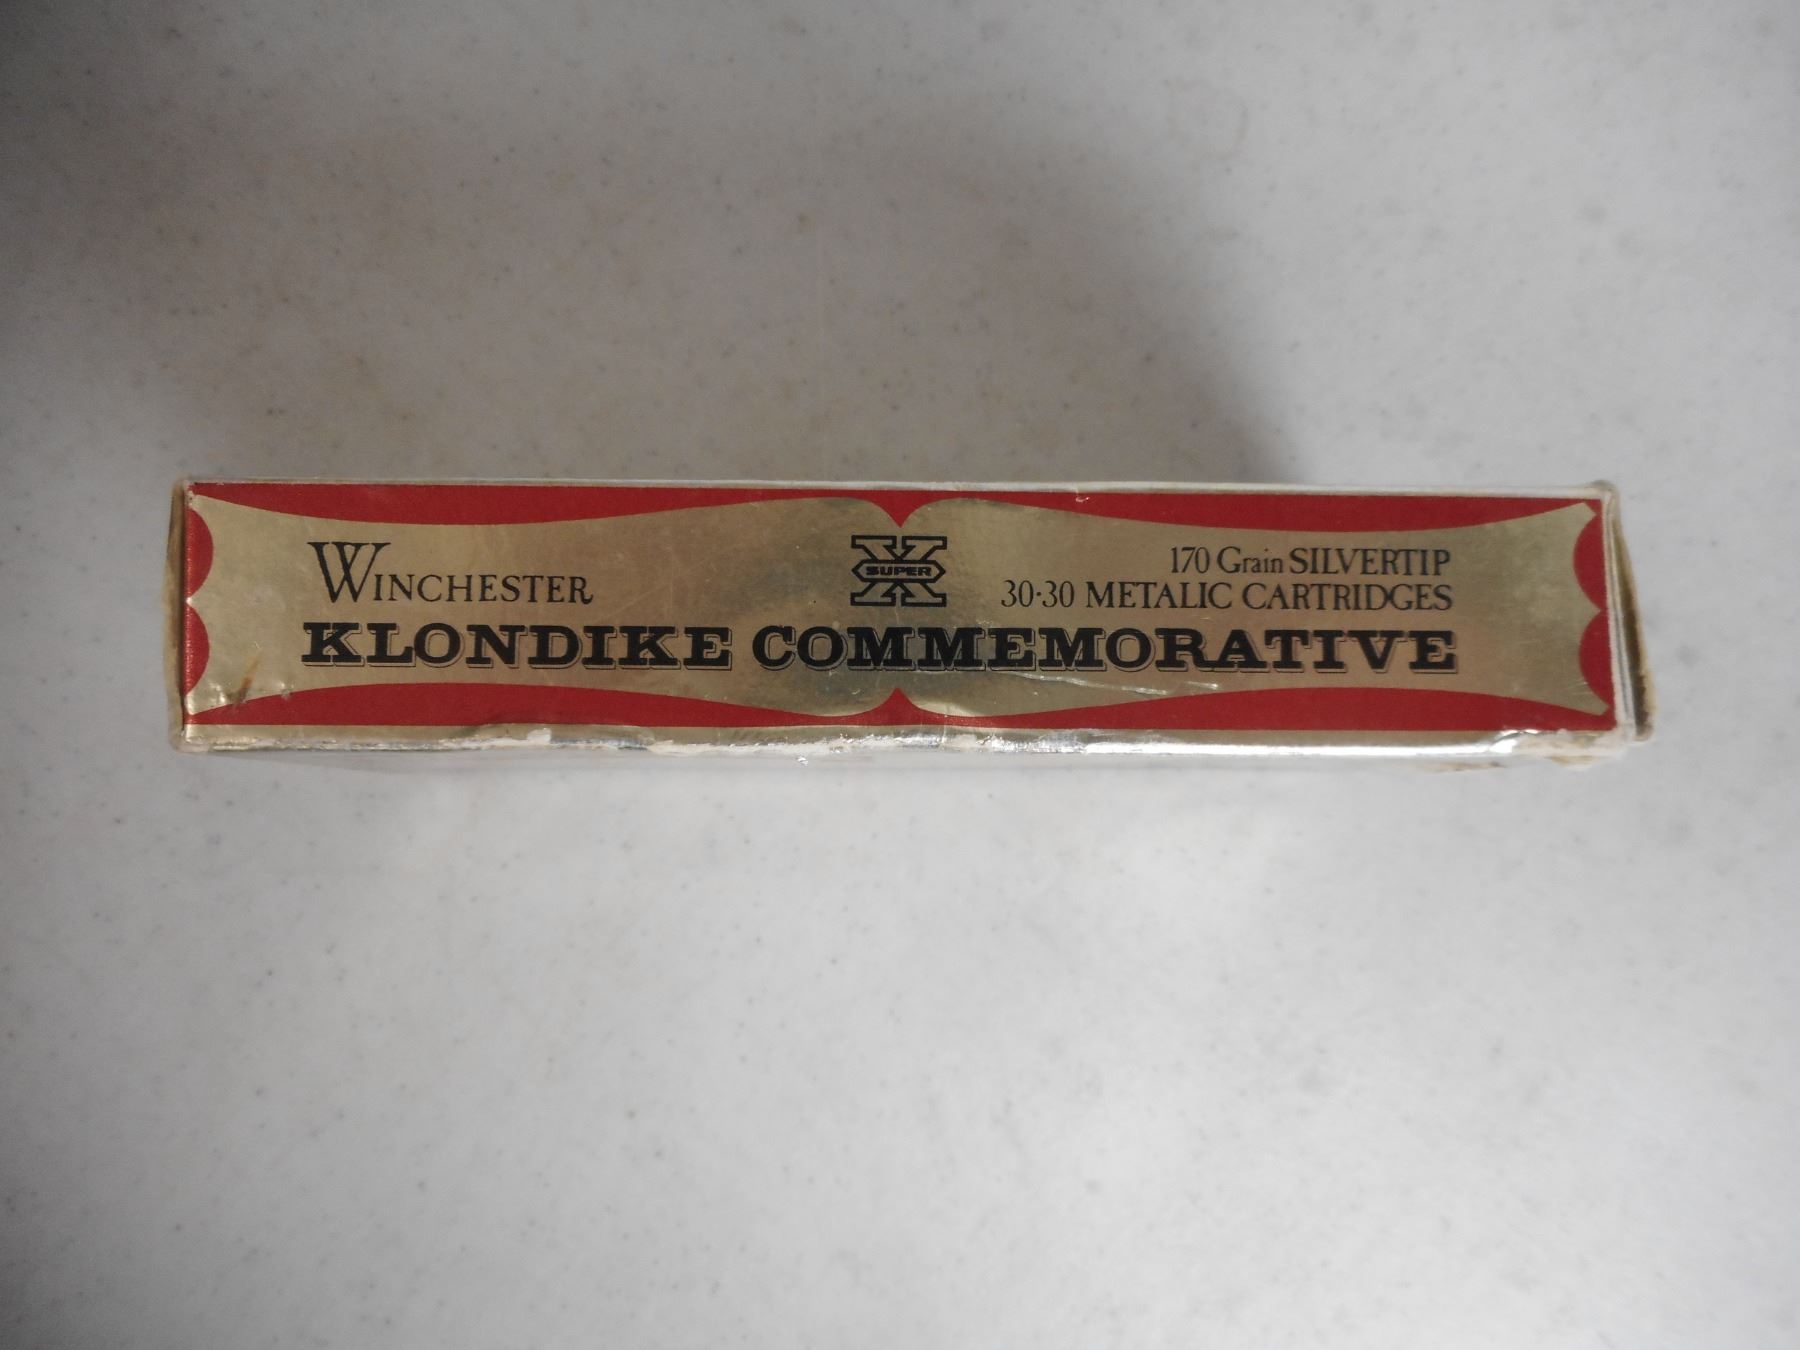 WINCHESTER
SUPER X
170 Grain SILVERTIP
30·30 METALIC CARTRIDGES
KLONDIKE COMMEMORATIVE